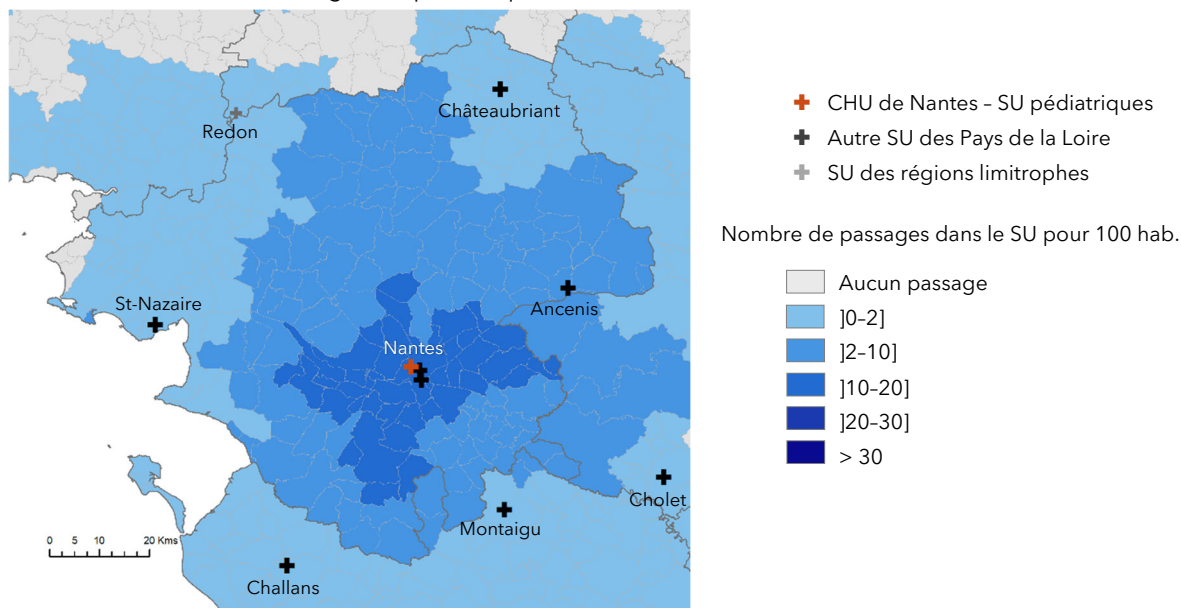 Châteaubriant
Redon
St-Nazaire
Ancenis
Nantes
Cholet
Montaigu
Challans
0 5 10 20 Kms
CHU de Nantes – SU pédiatriques
Autre SU des Pays de la Loire
SU des régions limitrophes
Nombre de passages dans le SU pour 100 hab.
Aucun passage
]0–2]
]2–10]
]10–20]
]20–30]
> 30